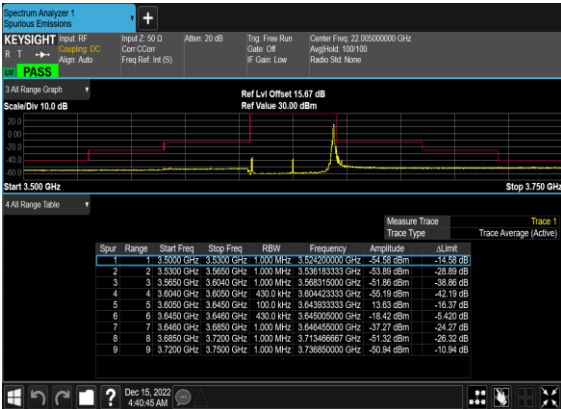 Spectrum Analyzer 1
Spurious Emissions
+
KEYSIGHT Input: RF Input Z: 50 Ω Atten: 20 dB Trig: Free Run Center Freq: 22.005000000 GHz
R T Coupling: DC Corr CCorr Gate: Off Avg|Hold: 100/100
Align: Auto Freq Ref: Int (S) IF Gain: Low Radio Std: None
PASS
3 All Range Graph
Ref Lvl Offset 15.67 dB
Scale/Div 10.0 dB Ref Value 30.00 dBm
20.0
0.00
-20.0
-40.0
-60.0
Start 3.500 GHz Stop 3.750 GHz
4 All Range Table
Measure Trace Trace 1
Trace Type Trace Average (Active)
Spur Range Start Freq Stop Freq RBW Frequency Amplitude ΔLimit
1 1 3.5000 GHz 3.5300 GHz 1.000 MHz 3.524200000 GHz -54.58 dBm -14.58 dB
2 2 3.5300 GHz 3.5650 GHz 1.000 MHz 3.536183333 GHz -53.89 dBm -28.89 dB
3 3 3.5650 GHz 3.6040 GHz 1.000 MHz 3.568315000 GHz -51.86 dBm -38.86 dB
4 4 3.6040 GHz 3.6050 GHz 430.0 kHz 3.604423333 GHz -55.19 dBm -42.19 dB
5 5 3.6050 GHz 3.6450 GHz 100.0 kHz 3.643933333 GHz 13.63 dBm -16.37 dB
6 6 3.6450 GHz 3.6460 GHz 430.0 kHz 3.645005000 GHz -18.42 dBm -5.420 dB
7 7 3.6460 GHz 3.6850 GHz 1.000 MHz 3.646455000 GHz -37.27 dBm -24.27 dB
8 8 3.6850 GHz 3.7200 GHz 1.000 MHz 3.713466667 GHz -51.32 dBm -26.32 dB
9 9 3.7200 GHz 3.7500 GHz 1.000 MHz 3.736850000 GHz -50.94 dBm -10.94 dB
? Dec 15, 2022
4:40:45 AM